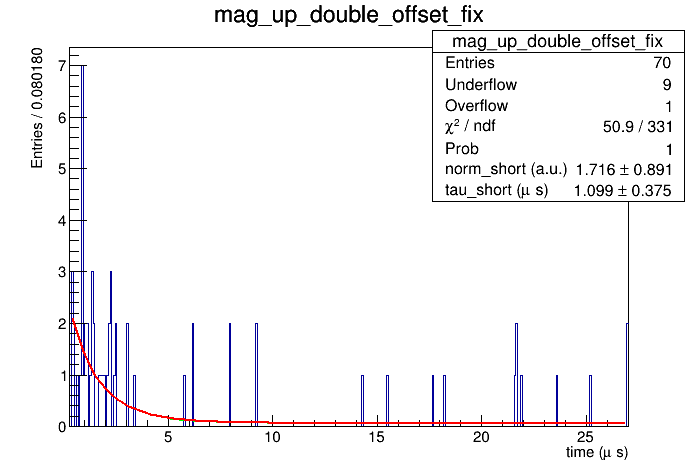 mag_up_double_offset_fix
mag_up_double_offset_fix
Entries 70
Underflow 9
Overflow 1
χ² / ndf 50.9 / 331
Prob 1
norm_short (a.u.) 1.716 ± 0.891
tau_short (μ s) 1.099 ± 0.375
Entries / 0.080180
7
6
5
4
3
2
1
0
5 10 15 20 25
time (μ s)